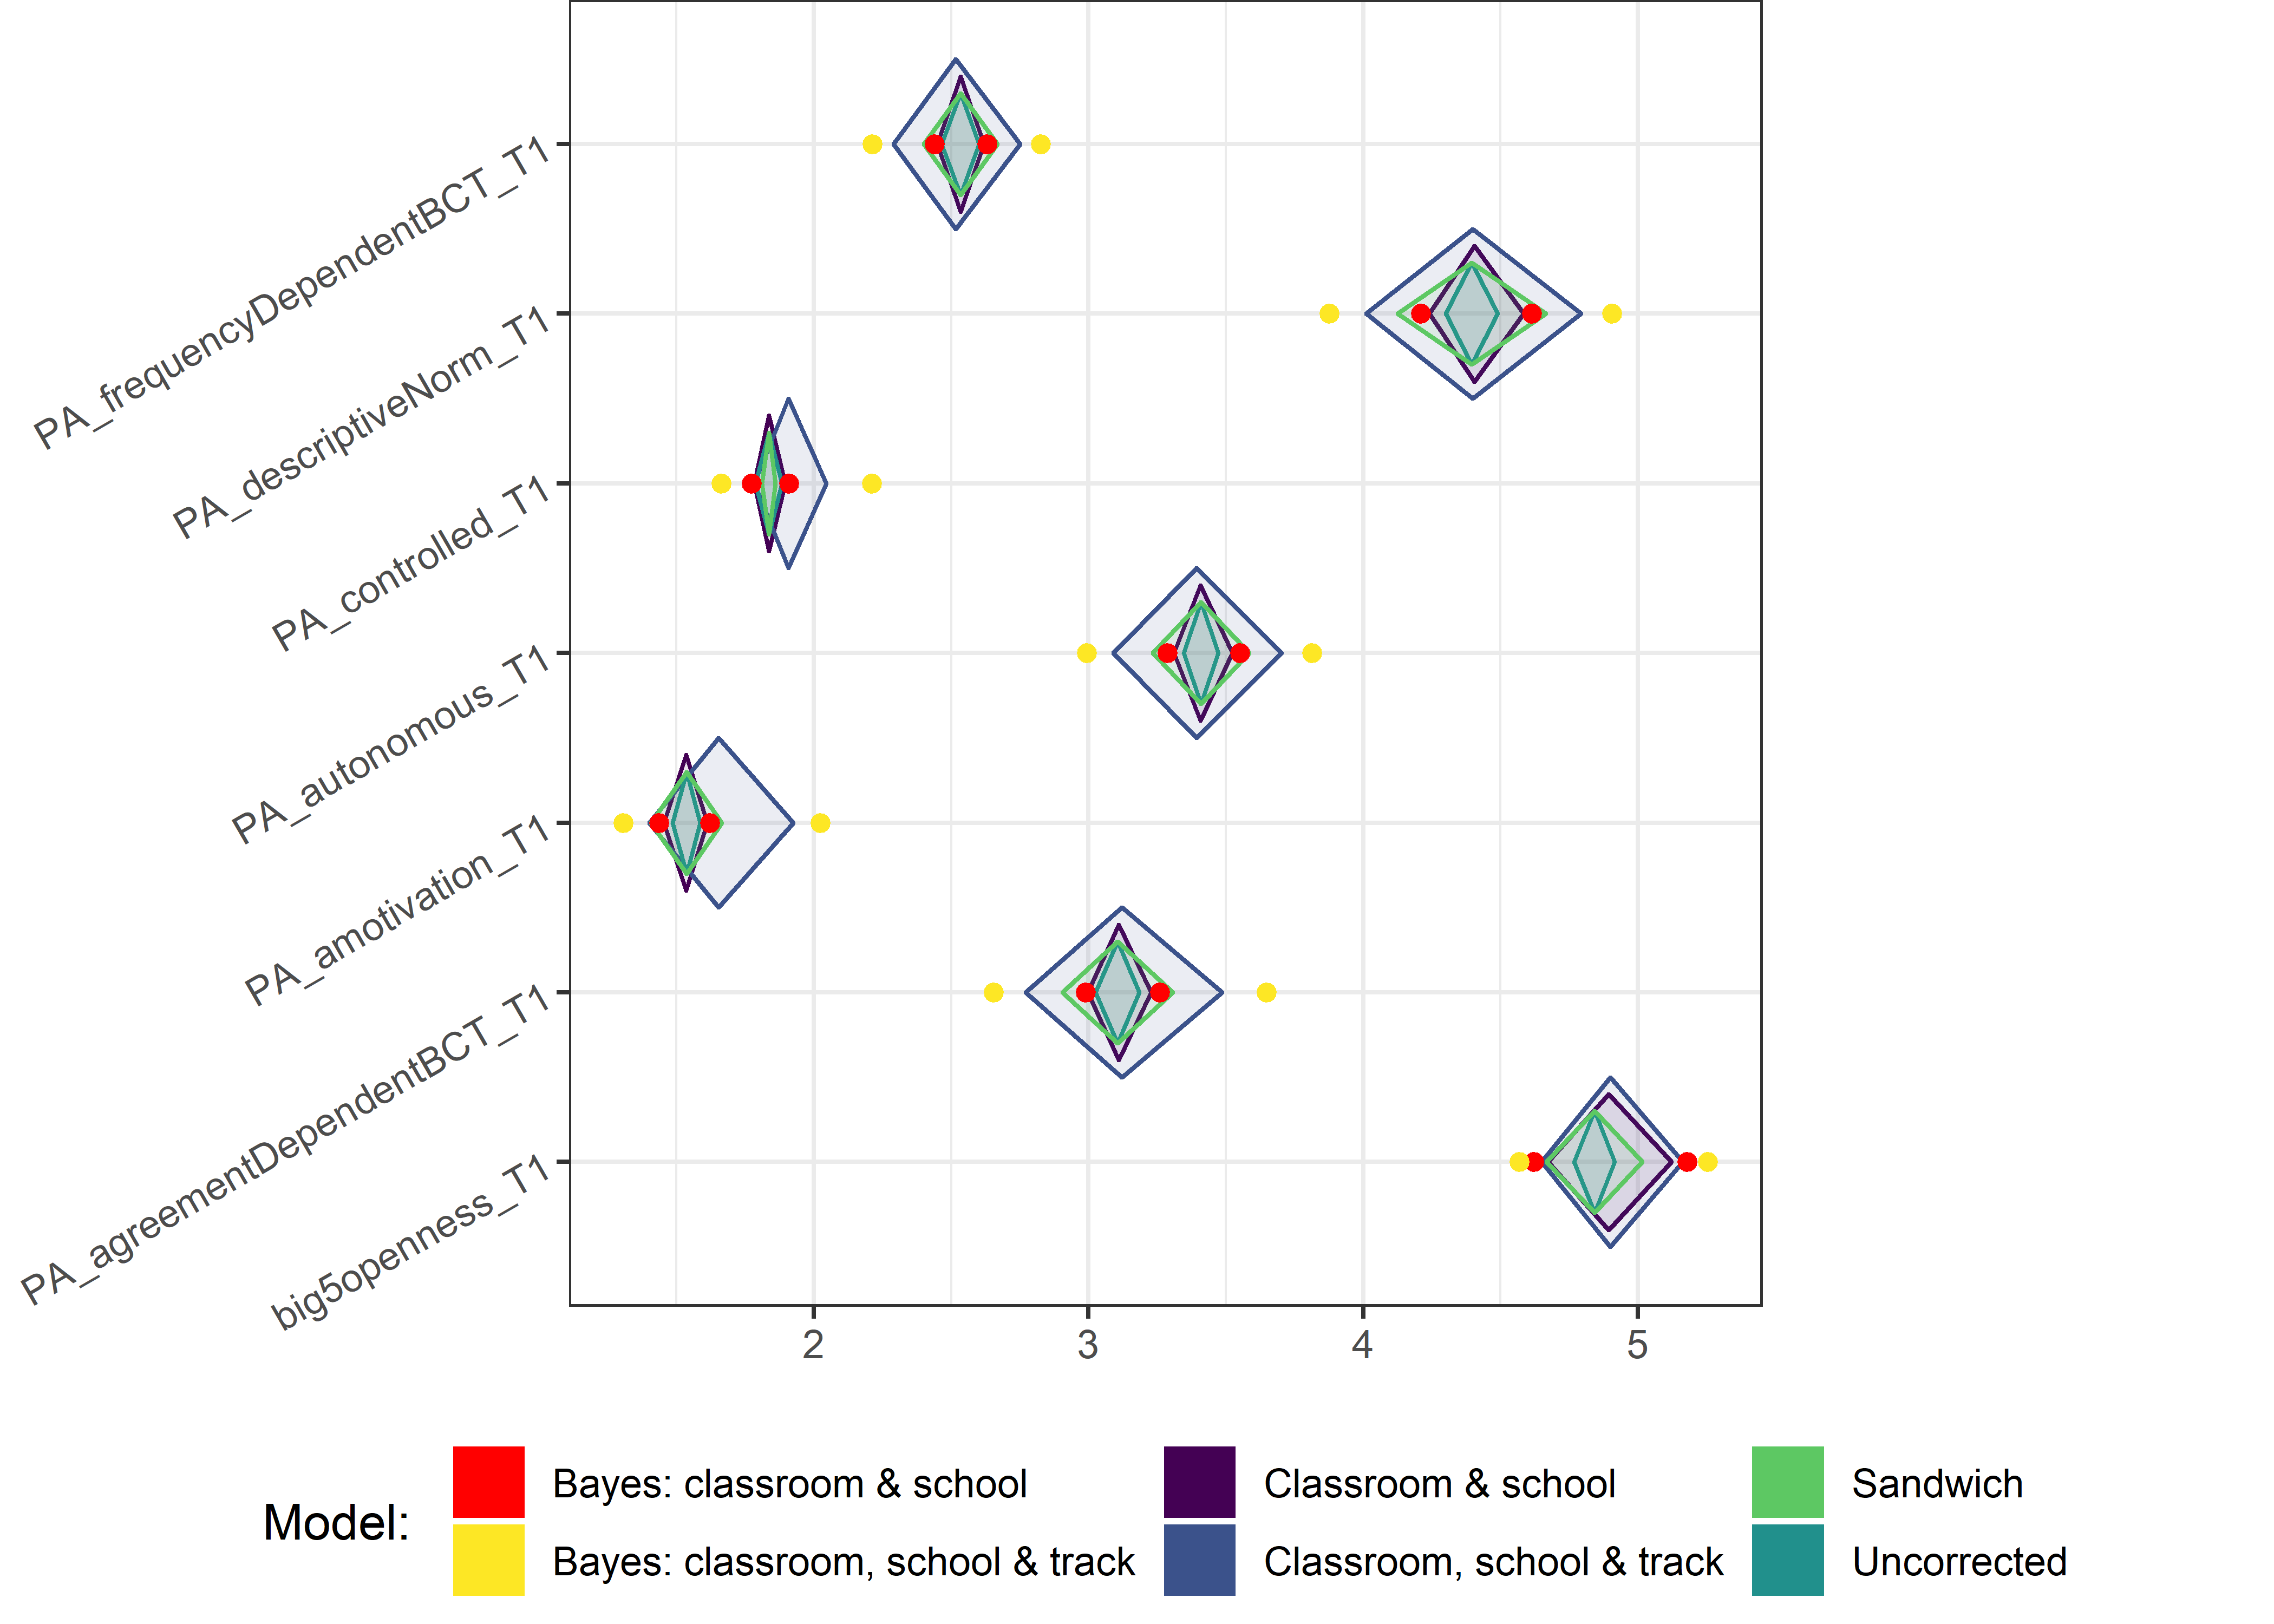 PA_frequencyDependentBCT_T1
PA_descriptiveNorm_T1
PA_controlled_T1
PA_autonomous_T1
PA_amotivation_T1
PA_agreementDependentBCT_T1
big5openness_T1
2 3 4 5
Model:
Bayes: classroom & school
Classroom & school
Sandwich
Bayes: classroom, school & track
Classroom, school & track
Uncorrected